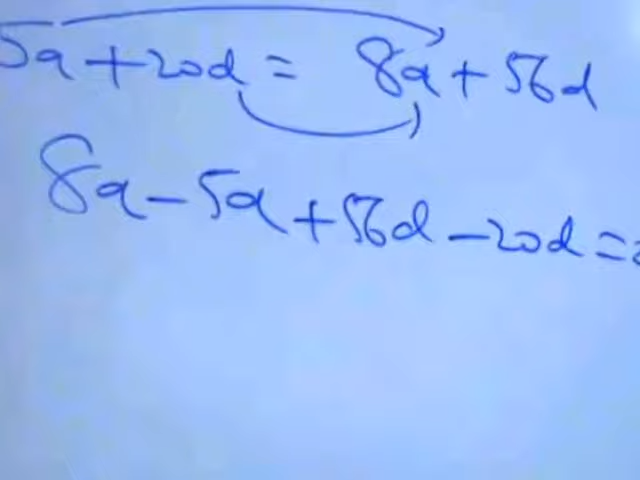 5a + 20d = 8a + 56d
8a - 5a + 56d - 20d =